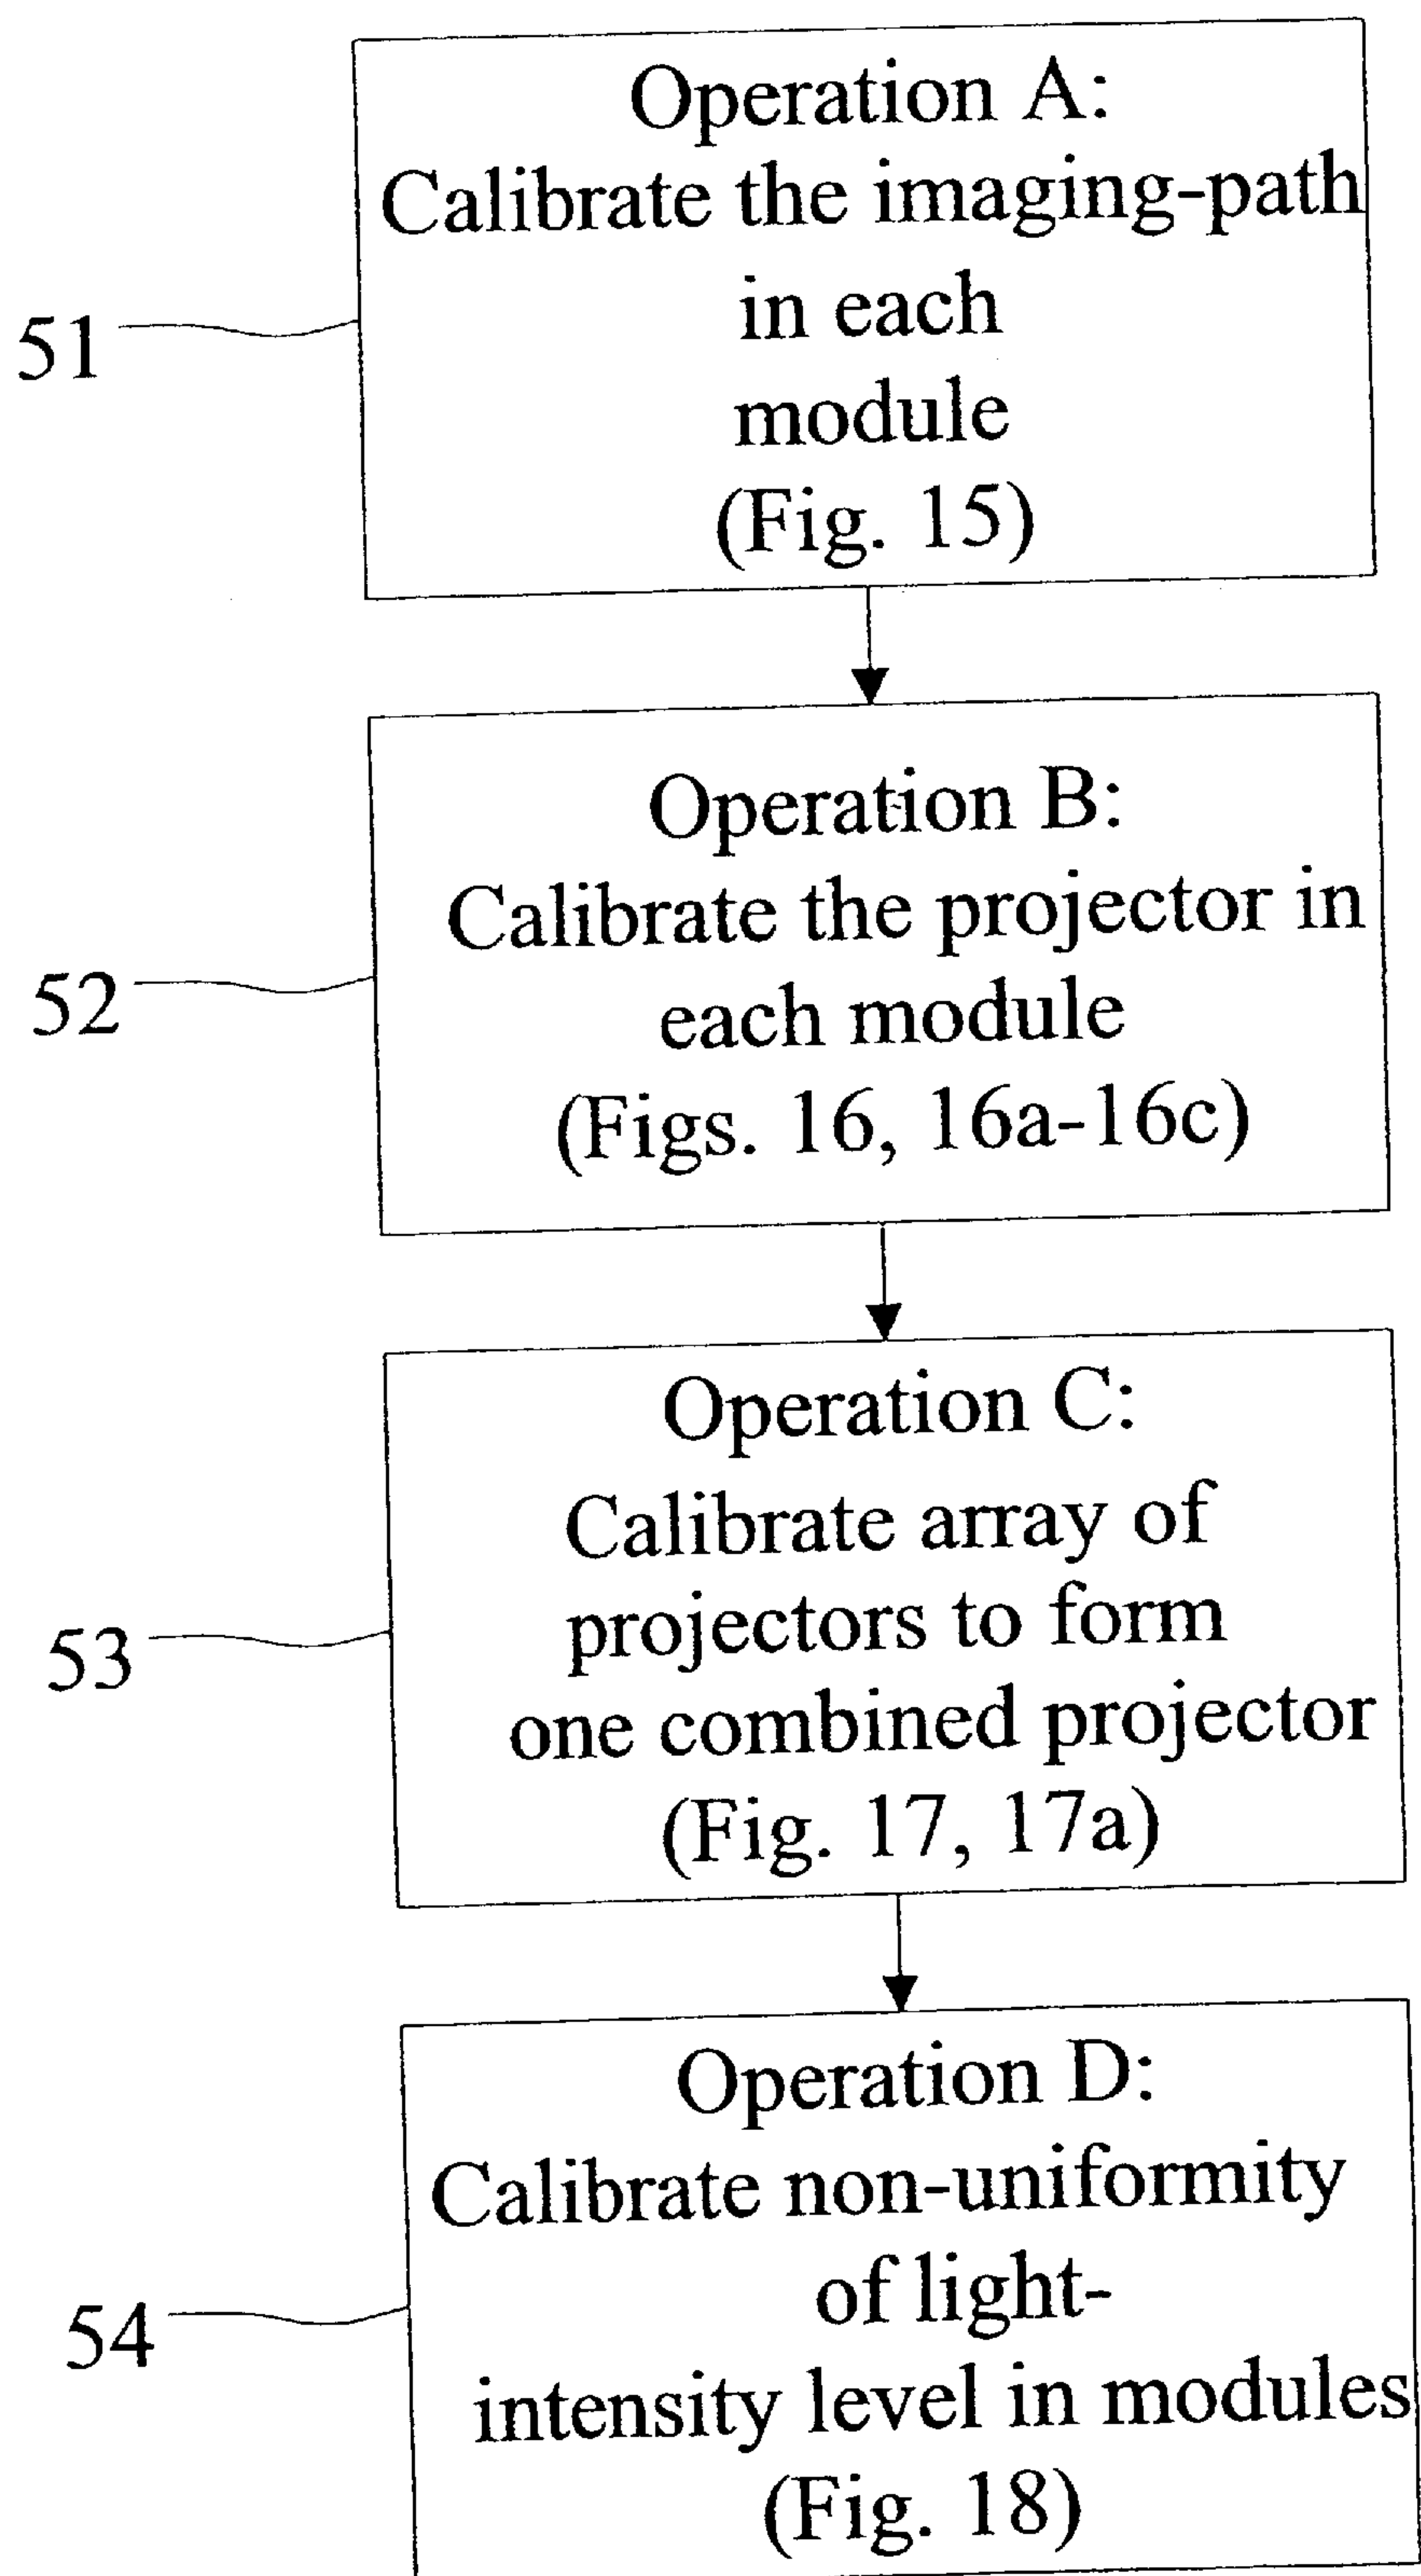 Operation A:
Calibrate the imaging-path
in each
module
(Fig. 15)
51
Operation B:
Calibrate the projector in
each module
(Figs. 16, 16a-16c)
52
Operation C:
Calibrate array of
projectors to form
one combined projector
(Fig. 17, 17a)
53
Operation D:
Calibrate non-uniformity
of light-
intensity level in modules
(Fig. 18)
54